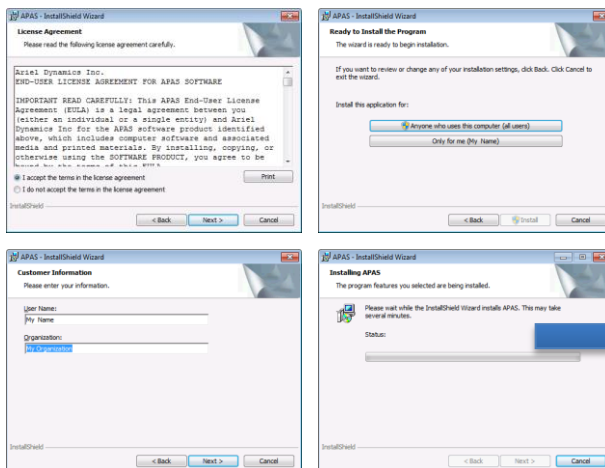 APAS - InstallShield Wizard
License Agreement
Please read the following license agreement carefully.
Ariel Dynamics Inc.
END-USER LICENSE AGREEMENT FOR APAS SOFTWARE
IMPORTANT READ CAREFULLY: This APAS End-User License
Agreement (EULA) is a legal agreement between you
(either an individual or a single entity) and Ariel
Dynamics Inc for the APAS software product identified
above, which includes computer software and associated
media and printed materials. By installing, copying, or
otherwise using the SOFTWARE PRODUCT, you agree to be
bound by the terms of this EULA
I accept the terms in the license agreement
Print
I do not accept the terms in the license agreement
InstallShield
< Back
Next >
Cancel
APAS - InstallShield Wizard
Ready to Install the Program
The wizard is ready to begin installation.
If you want to review or change any of your installation settings, click Back. Click Cancel to
exit the wizard.
Install this application for:
Anyone who uses this computer (all users)
Only for me (My Name)
InstallShield
< Back
Install
Cancel
APAS - InstallShield Wizard
Customer Information
Please enter your information.
User Name:
My Name
Organization:
My Organization
InstallShield
< Back
Next >
Cancel
APAS - InstallShield Wizard
Installing APAS
The program features you selected are being installed.
Please wait while the InstallShield Wizard installs APAS. This may take
several minutes.
Status:
InstallShield
< Back
Next >
Cancel